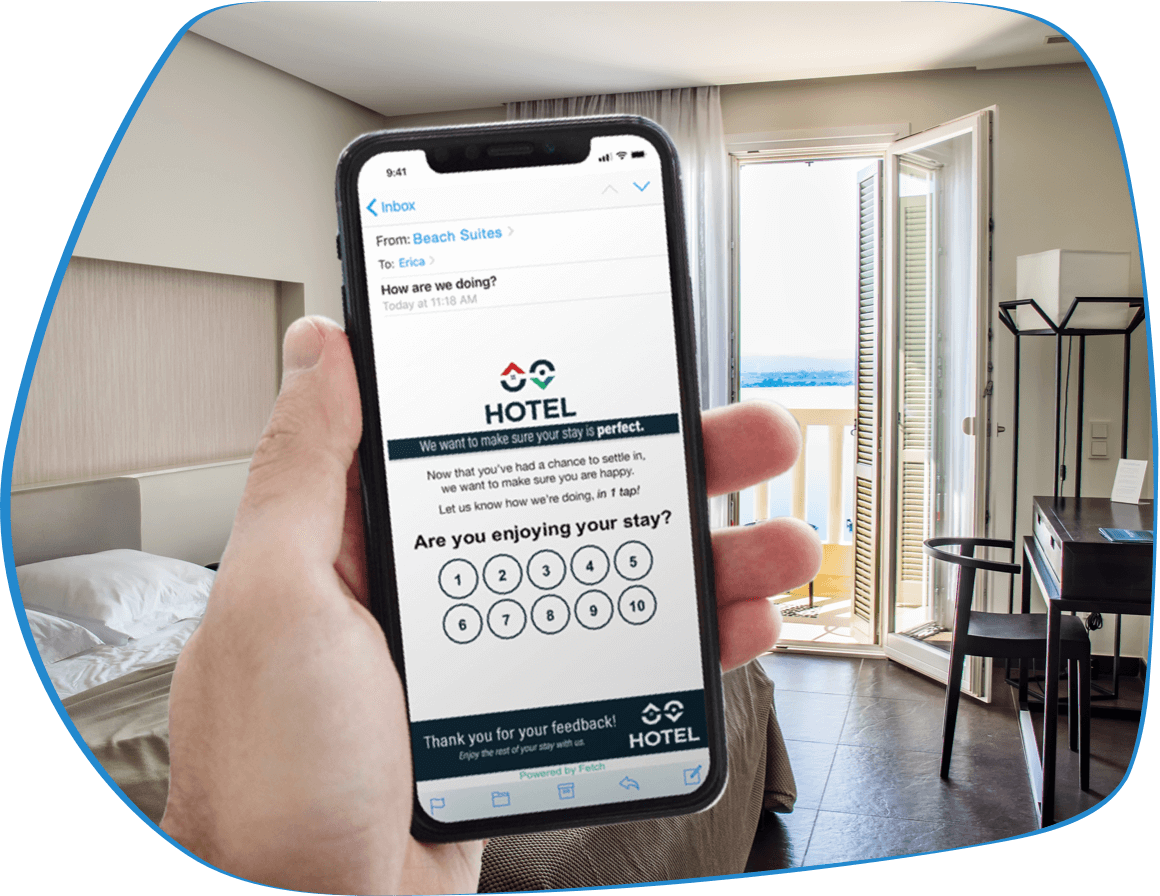 9:41
Inbox
From: Beach Suites
To: Erica
How are we doing?
Today at 11:18 AM
HOTEL
We want to make sure your stay is perfect.
Now that you've had a chance to settle in,
we want to make sure you are happy.
Let us know how we're doing, in 1 tap!
Are you enjoying your stay?
1 2 3 4 5
6 7 8 9 10
Thank you for your feedback!
Enjoy the rest of your stay with us.
HOTEL
Powered by Fetch